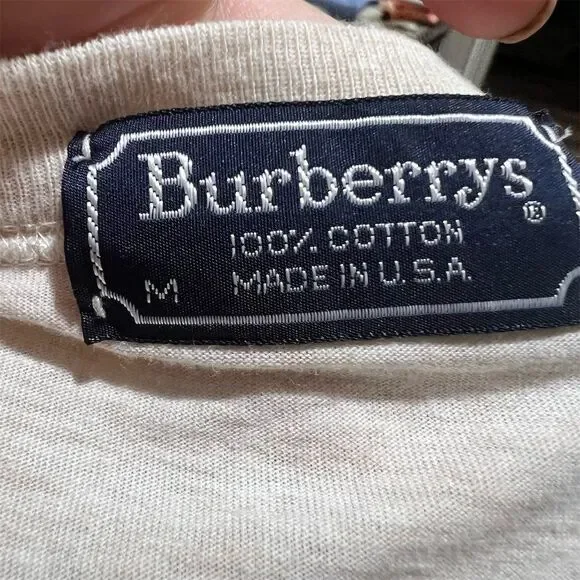 Burberrys®
100% COTTON
M MADE IN U.S.A.